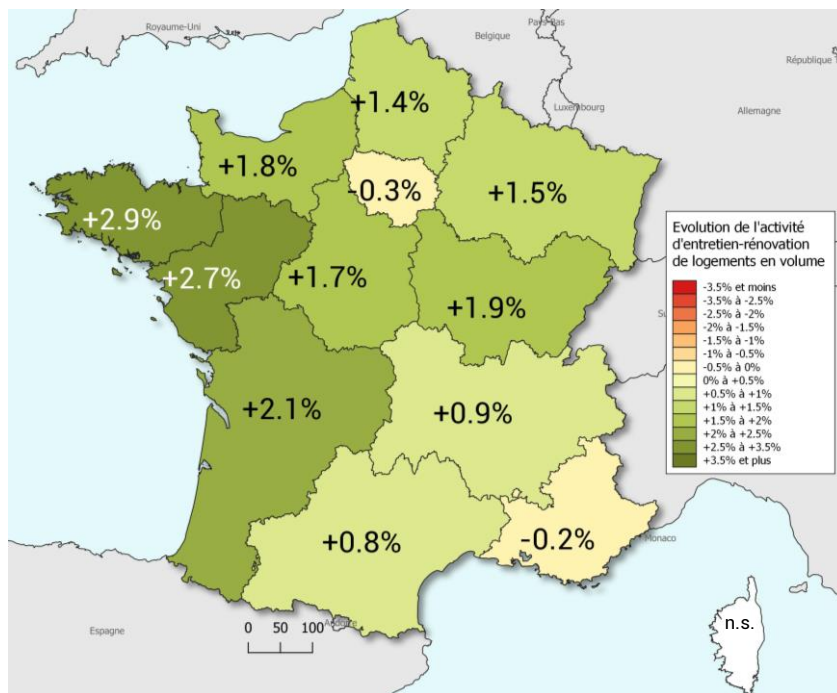 Royaume-Uni
Pays-Bas
Belgique
République T
Luxembourg
Allemagne
+1.4%
+1.8%
-0.3%
+1.5%
+2.9%
+2.7%
+1.7%
+1.9%
Evolution de l'activité
d'entretien-rénovation
de logements en volume
-3.5% et moins
-3.5% à -2.5%
-2.5% à -2%
-2% à -1.5%
-1.5% à -1%
-1% à -0.5%
-0.5% à 0%
0% à +0.5%
+0.5% à +1%
+1% à +1.5%
+1.5% à +2%
+2% à +2.5%
+2.5% à +3.5%
+3.5% et plus
Su
+2.1%
+0.9%
+0.8%
-0.2%
Monaco
Andorre
Espagne
0 50 100
n.s.